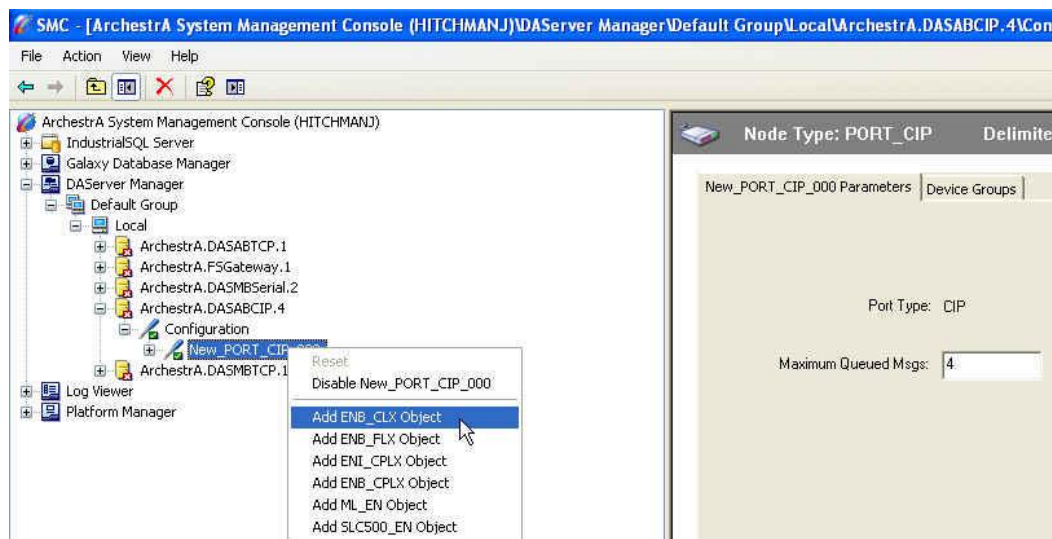 SMC - [ArchestrA System Management Console (HITCHMANJ)\DAServer Manager\Default Group\Local\ArchestrA.DASABCIP.4\Con
File Action View Help
ArchestrA System Management Console (HITCHMANJ)
IndustrialSQL Server
Galaxy Database Manager
DAServer Manager
Default Group
Local
ArchestrA.DASABTCP.1
ArchestrA.FSGateway.1
ArchestrA.DASMBSerial.2
ArchestrA.DASABCIP.4
Configuration
New_PORT_CIP_000
ArchestrA.DASMBTCP.1
Log Viewer
Platform Manager
Reset
Disable New_PORT_CIP_000
Add ENB_CLX Object
Add ENB_FLX Object
Add ENI_CPLX Object
Add ENB_CPLX Object
Add ML_EN Object
Add SLC500_EN Object
Node Type: PORT_CIP Delimite
New_PORT_CIP_000 Parameters Device Groups
Port Type: CIP
Maximum Queued Msgs: 4